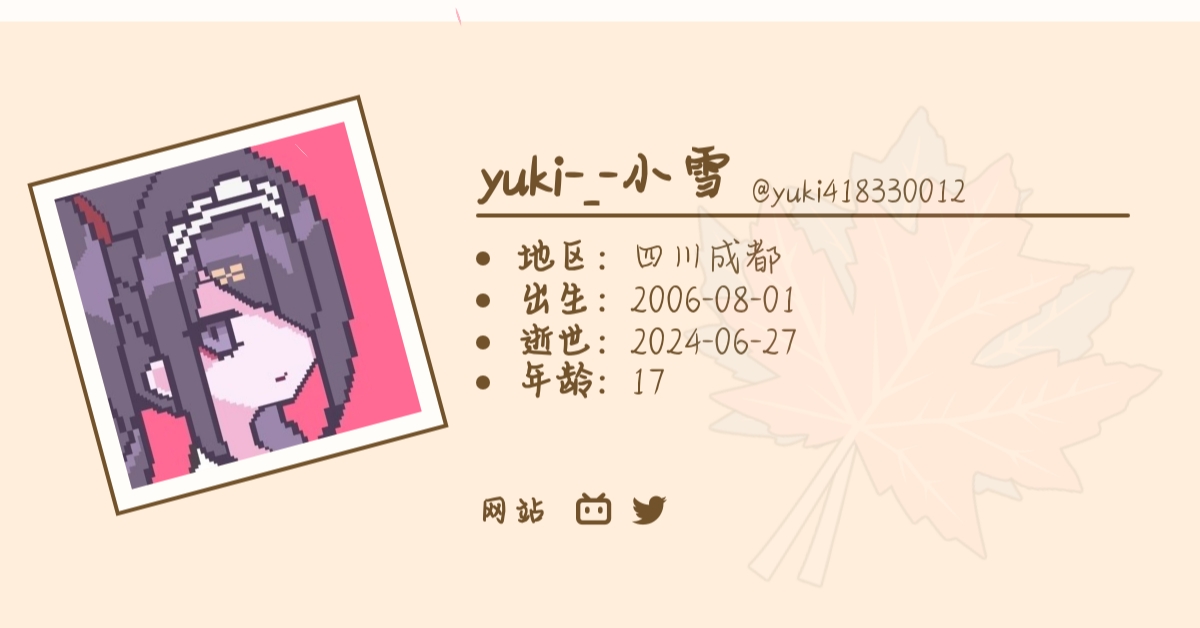 yuki-_-小雪 @yuki418330012
地区：四川成都
出生：2006-08-01
逝世：2024-06-27
年龄：17
网站